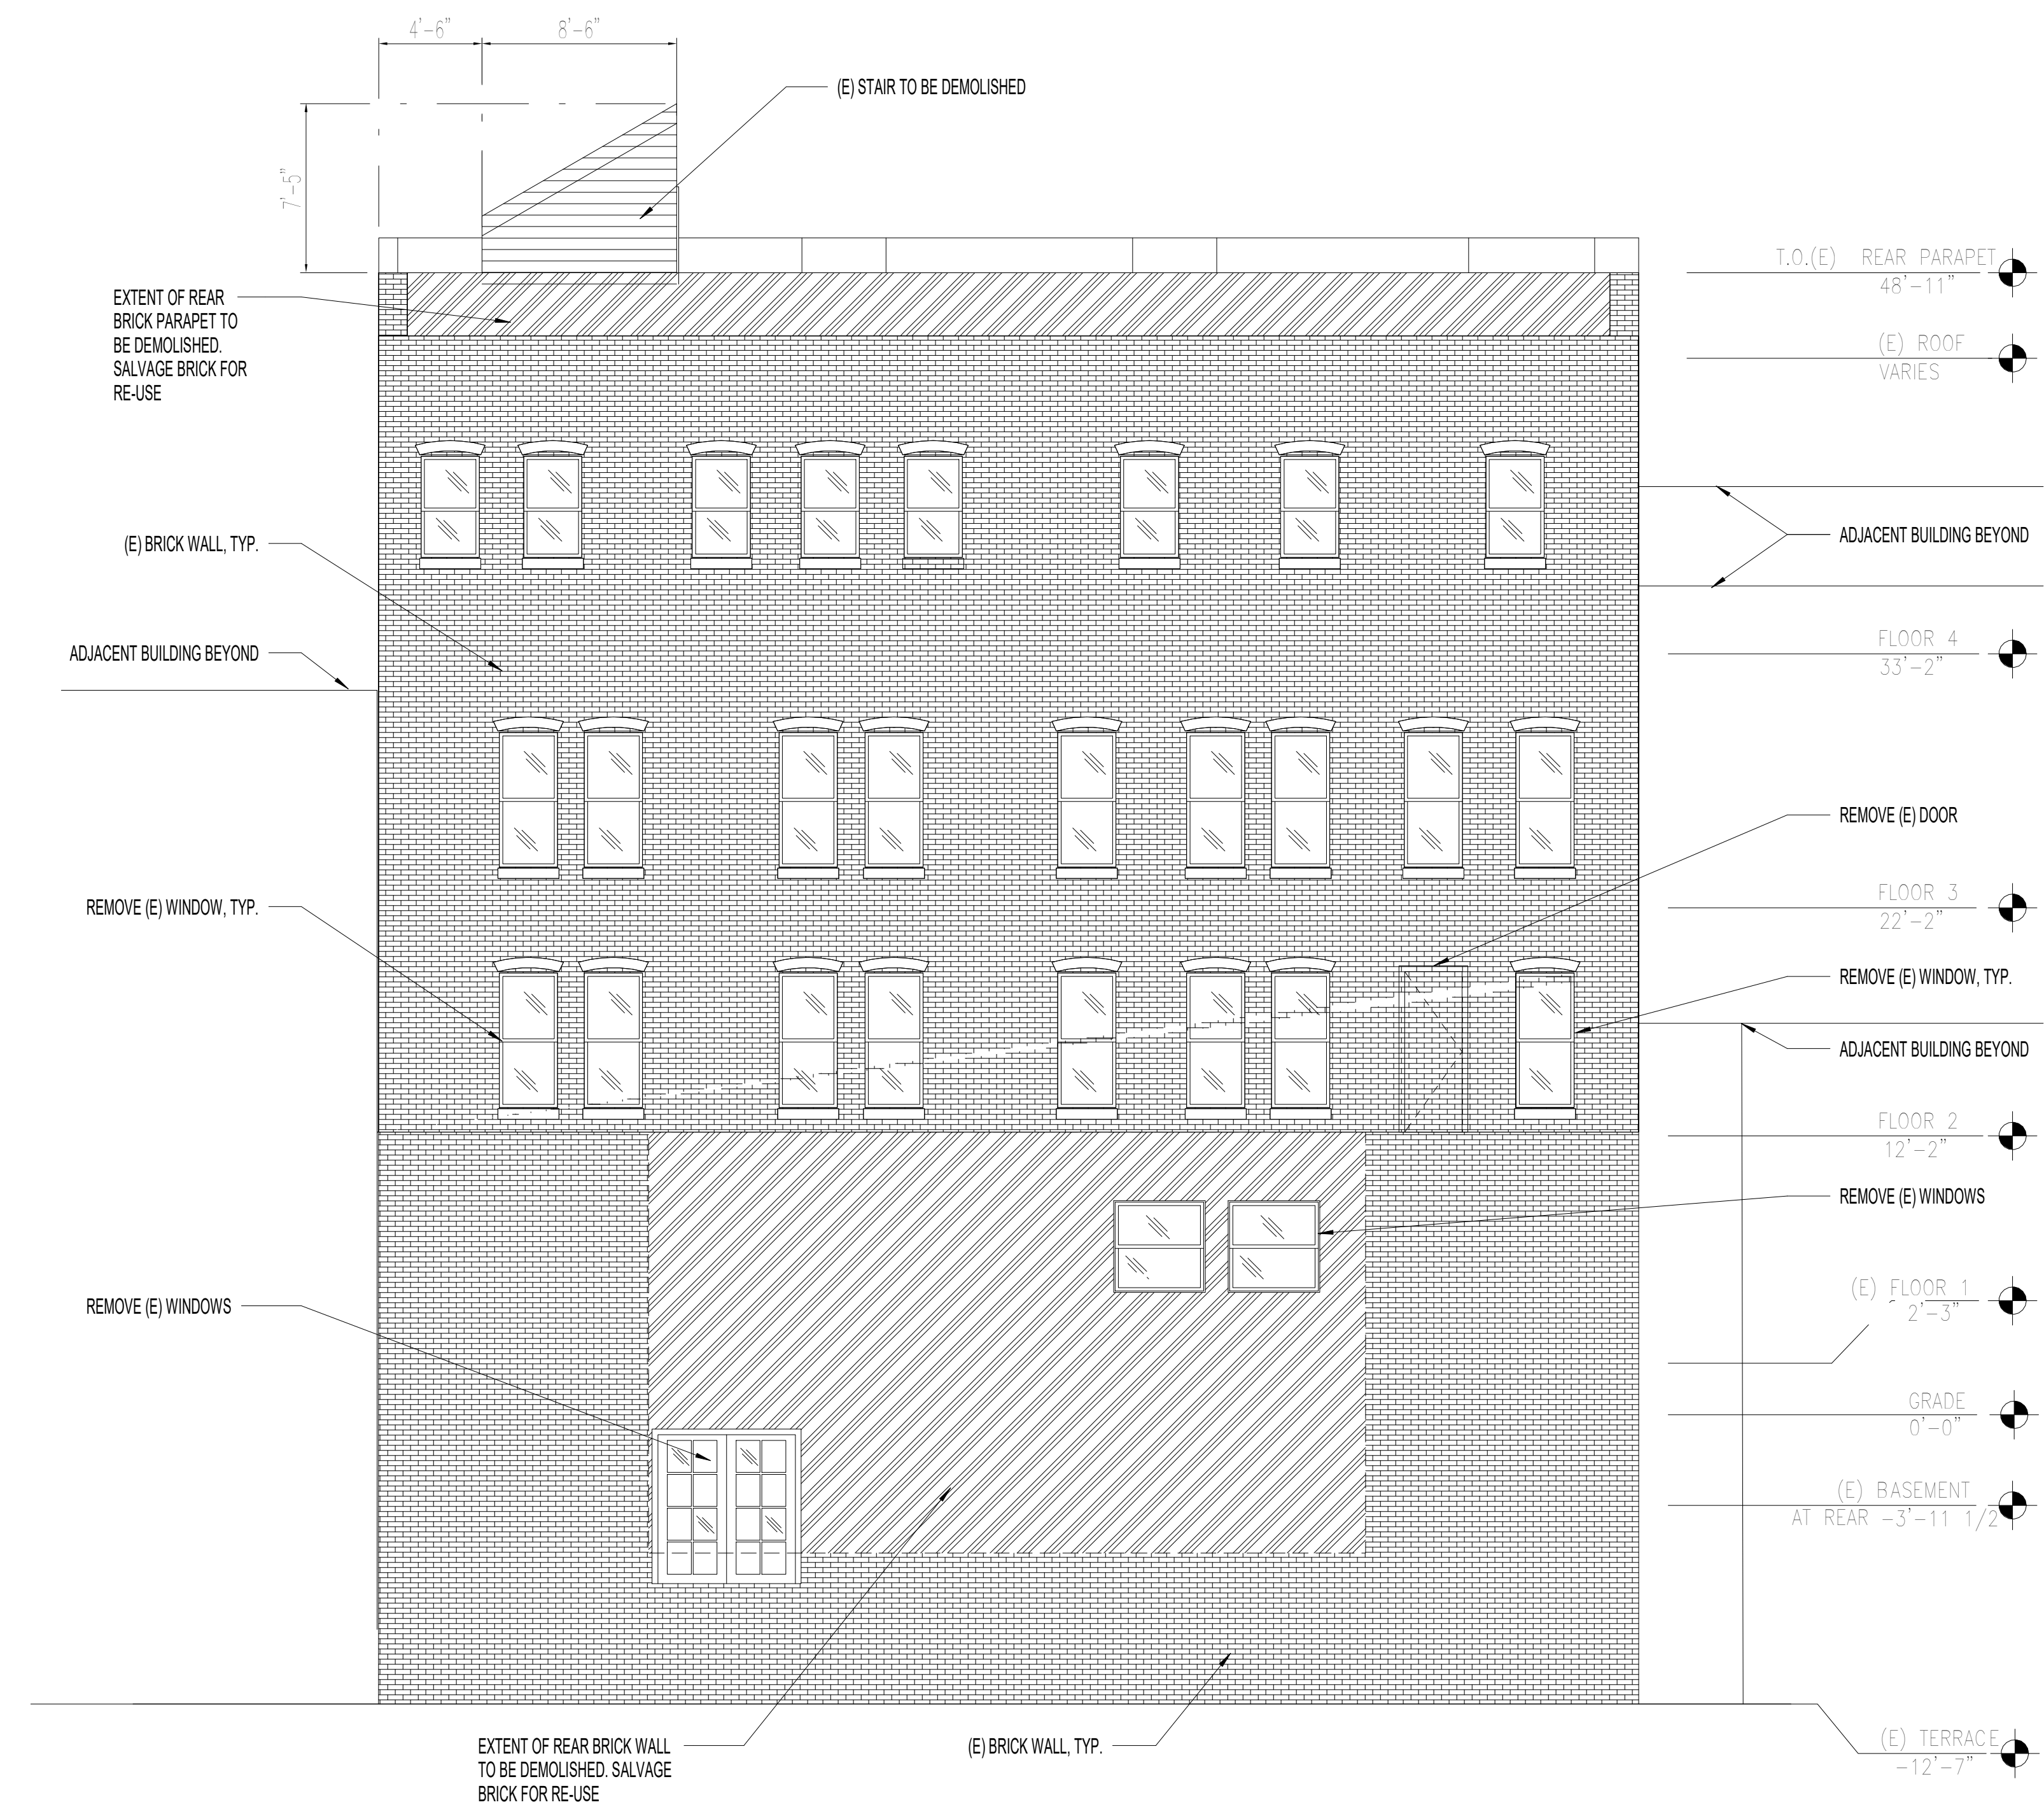 4'-6"
8'-6"
(E) STAIR TO BE DEMOLISHED
7'-5"
T.O.(E) REAR PARAPET
48'-11"
EXTENT OF REAR
BRICK PARAPET TO
BE DEMOLISHED.
SALVAGE BRICK FOR
RE-USE
(E) ROOF
VARIES
(E) BRICK WALL, TYP.
ADJACENT BUILDING BEYOND
FLOOR 4
33'-2"
ADJACENT BUILDING BEYOND
REMOVE (E) DOOR
FLOOR 3
22'-2"
REMOVE (E) WINDOW, TYP.
REMOVE (E) WINDOW, TYP.
ADJACENT BUILDING BEYOND
FLOOR 2
12'-2"
REMOVE (E) WINDOWS
(E) FLOOR 1
2'-3"
REMOVE (E) WINDOWS
GRADE
0'-0"
(E) BASEMENT
AT REAR -3'-11 1/2
EXTENT OF REAR BRICK WALL
TO BE DEMOLISHED. SALVAGE
BRICK FOR RE-USE
(E) BRICK WALL, TYP.
(E) TERRACE
-12'-7"